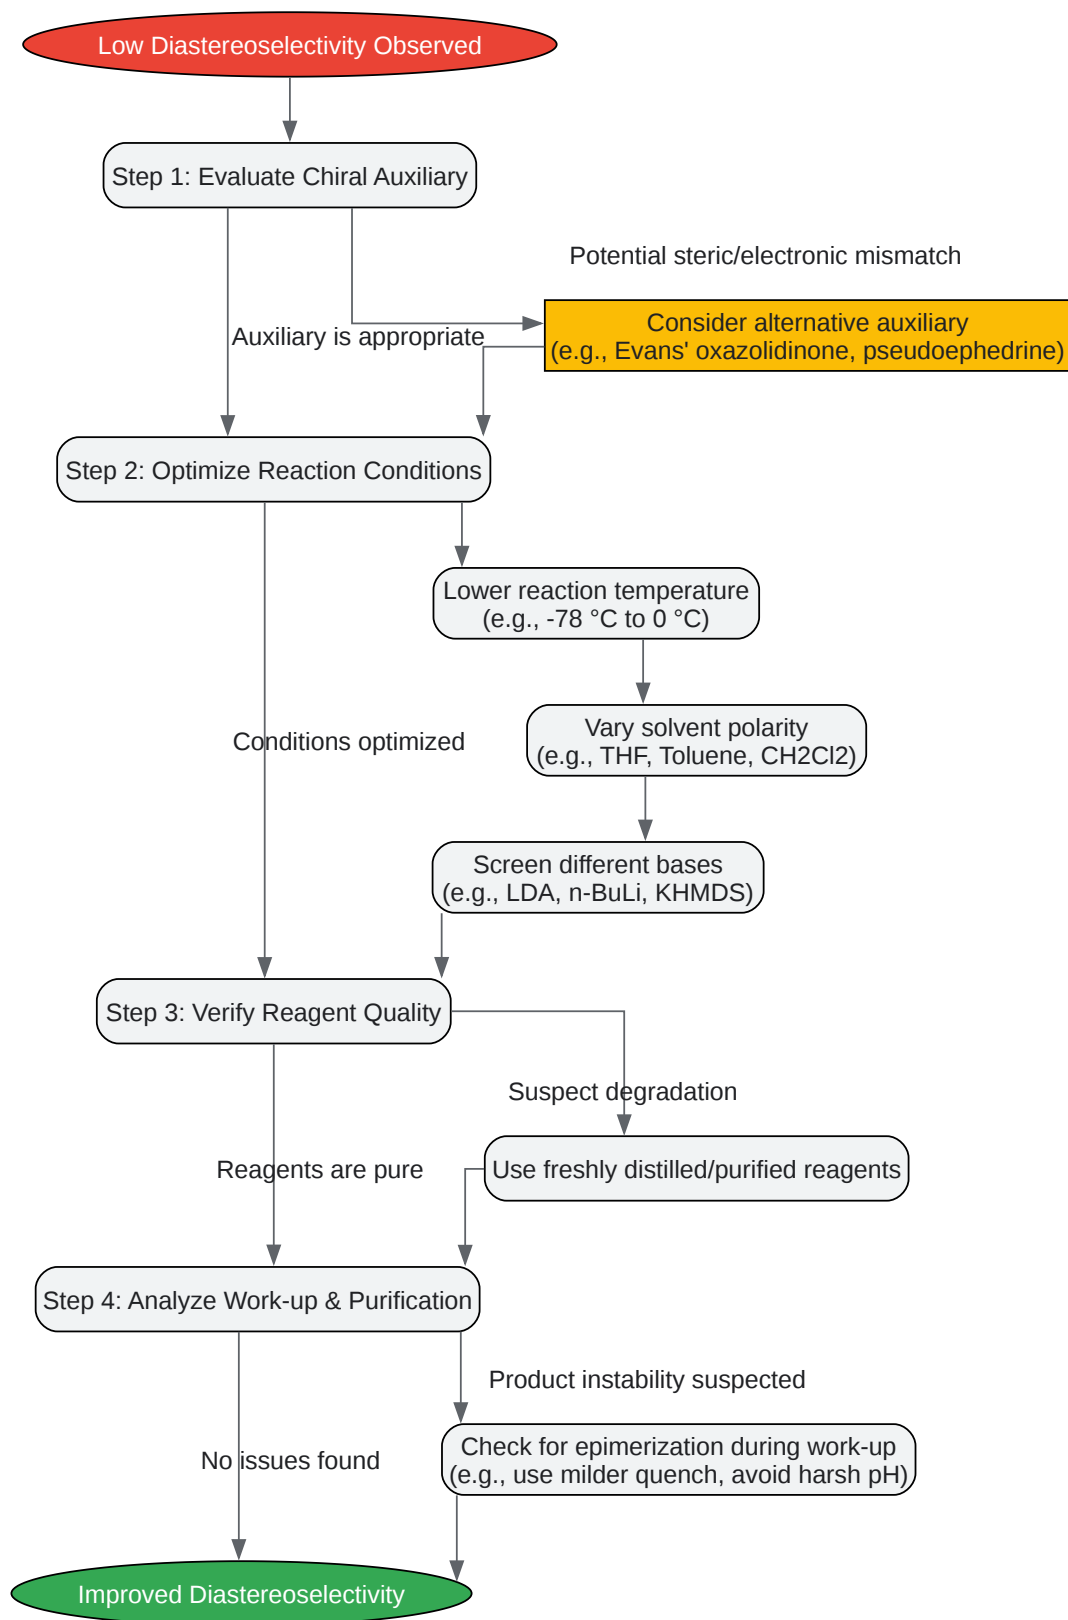 Low Diastereoselectivity Observed
Step 1: Evaluate Chiral Auxiliary
Potential steric/electronic mismatch
Auxiliary is appropriate
Consider alternative auxiliary
(e.g., Evans' oxazolidinone, pseudoephedrine)
Step 2: Optimize Reaction Conditions
Lower reaction temperature
(e.g., -78 °C to 0 °C)
Vary solvent polarity
(e.g., THF, Toluene, CH2Cl2)
Conditions optimized
Screen different bases
(e.g., LDA, n-BuLi, KHMDS)
Step 3: Verify Reagent Quality
Suspect degradation
Reagents are pure
Use freshly distilled/purified reagents
Step 4: Analyze Work-up & Purification
Product instability suspected
No issues found
Check for epimerization during work-up
(e.g., use milder quench, avoid harsh pH)
Improved Diastereoselectivity